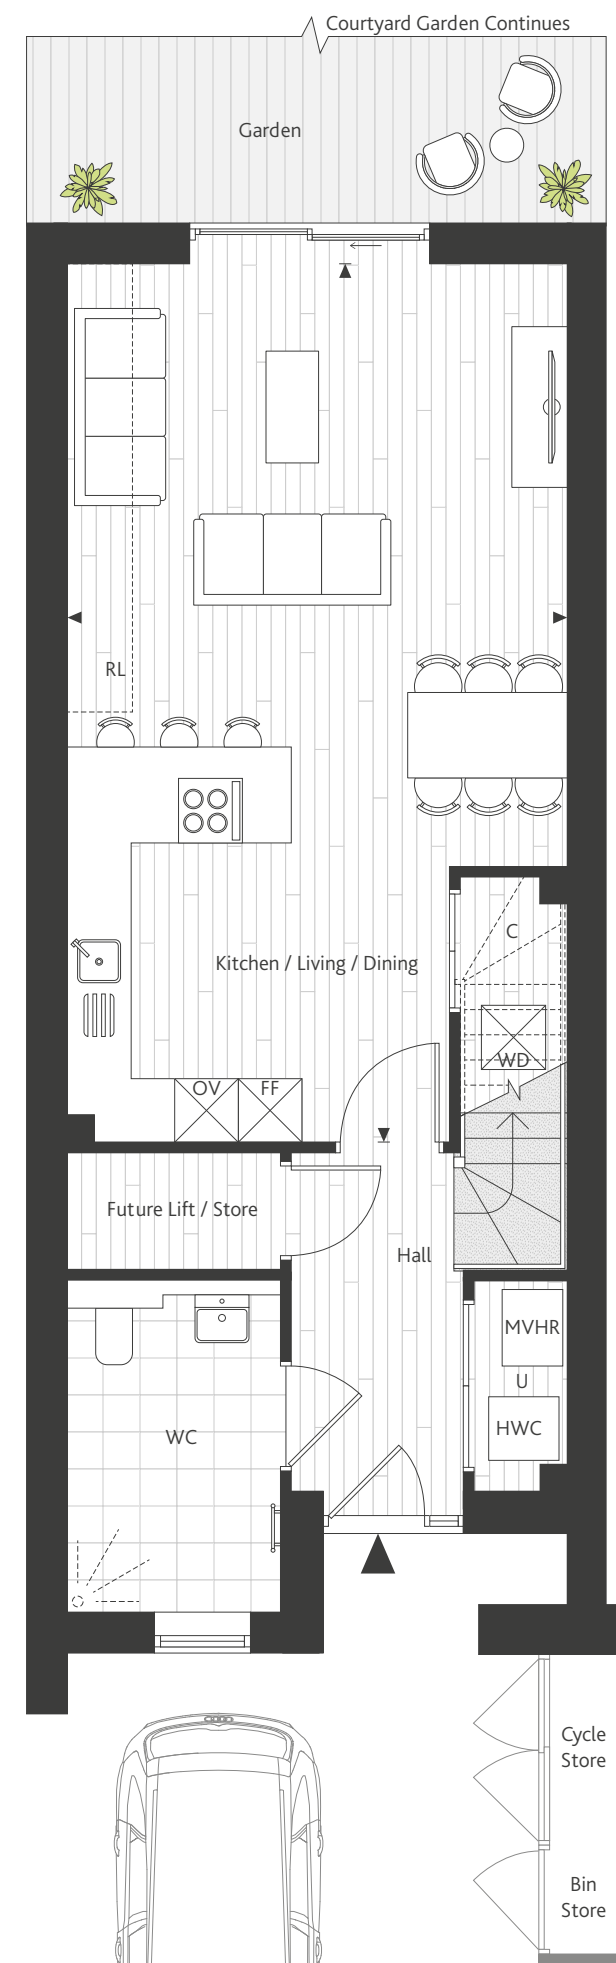 Courtyard Garden Continues
Garden
RL
C
Kitchen / Living / Dining
WD
OV
FF
Future Lift / Store
Hall
MVHR
U
HWC
WC
Cycle
Store
Bin
Store